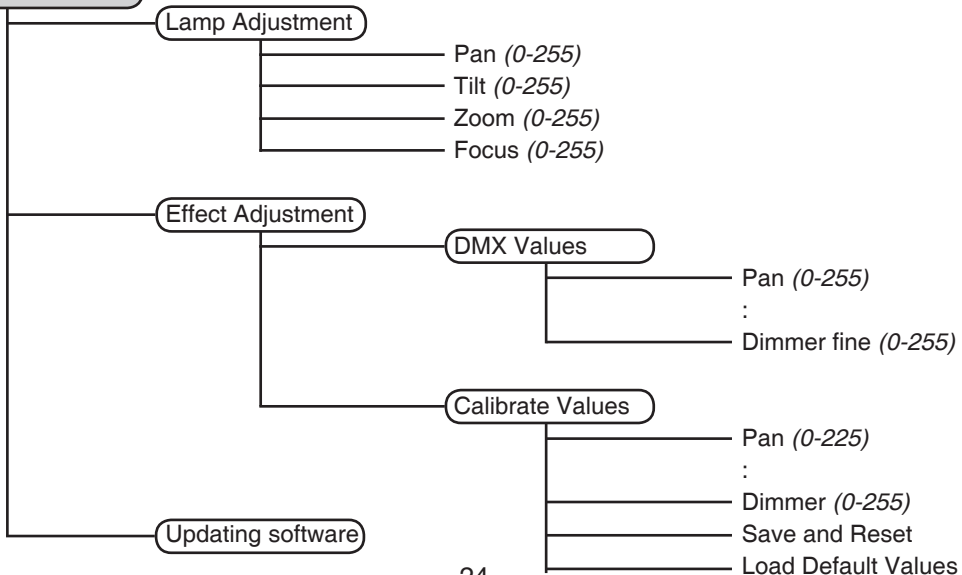 Lamp Adjustment
Pan (0-255)
Tilt (0-255)
Zoom (0-255)
Focus (0-255)
Effect Adjustment
DMX Values
Pan (0-255)
:
Dimmer fine (0-255)
Calibrate Values
Pan (0-225)
:
Dimmer (0-255)
Save and Reset
Load Default Values
Updating software
24